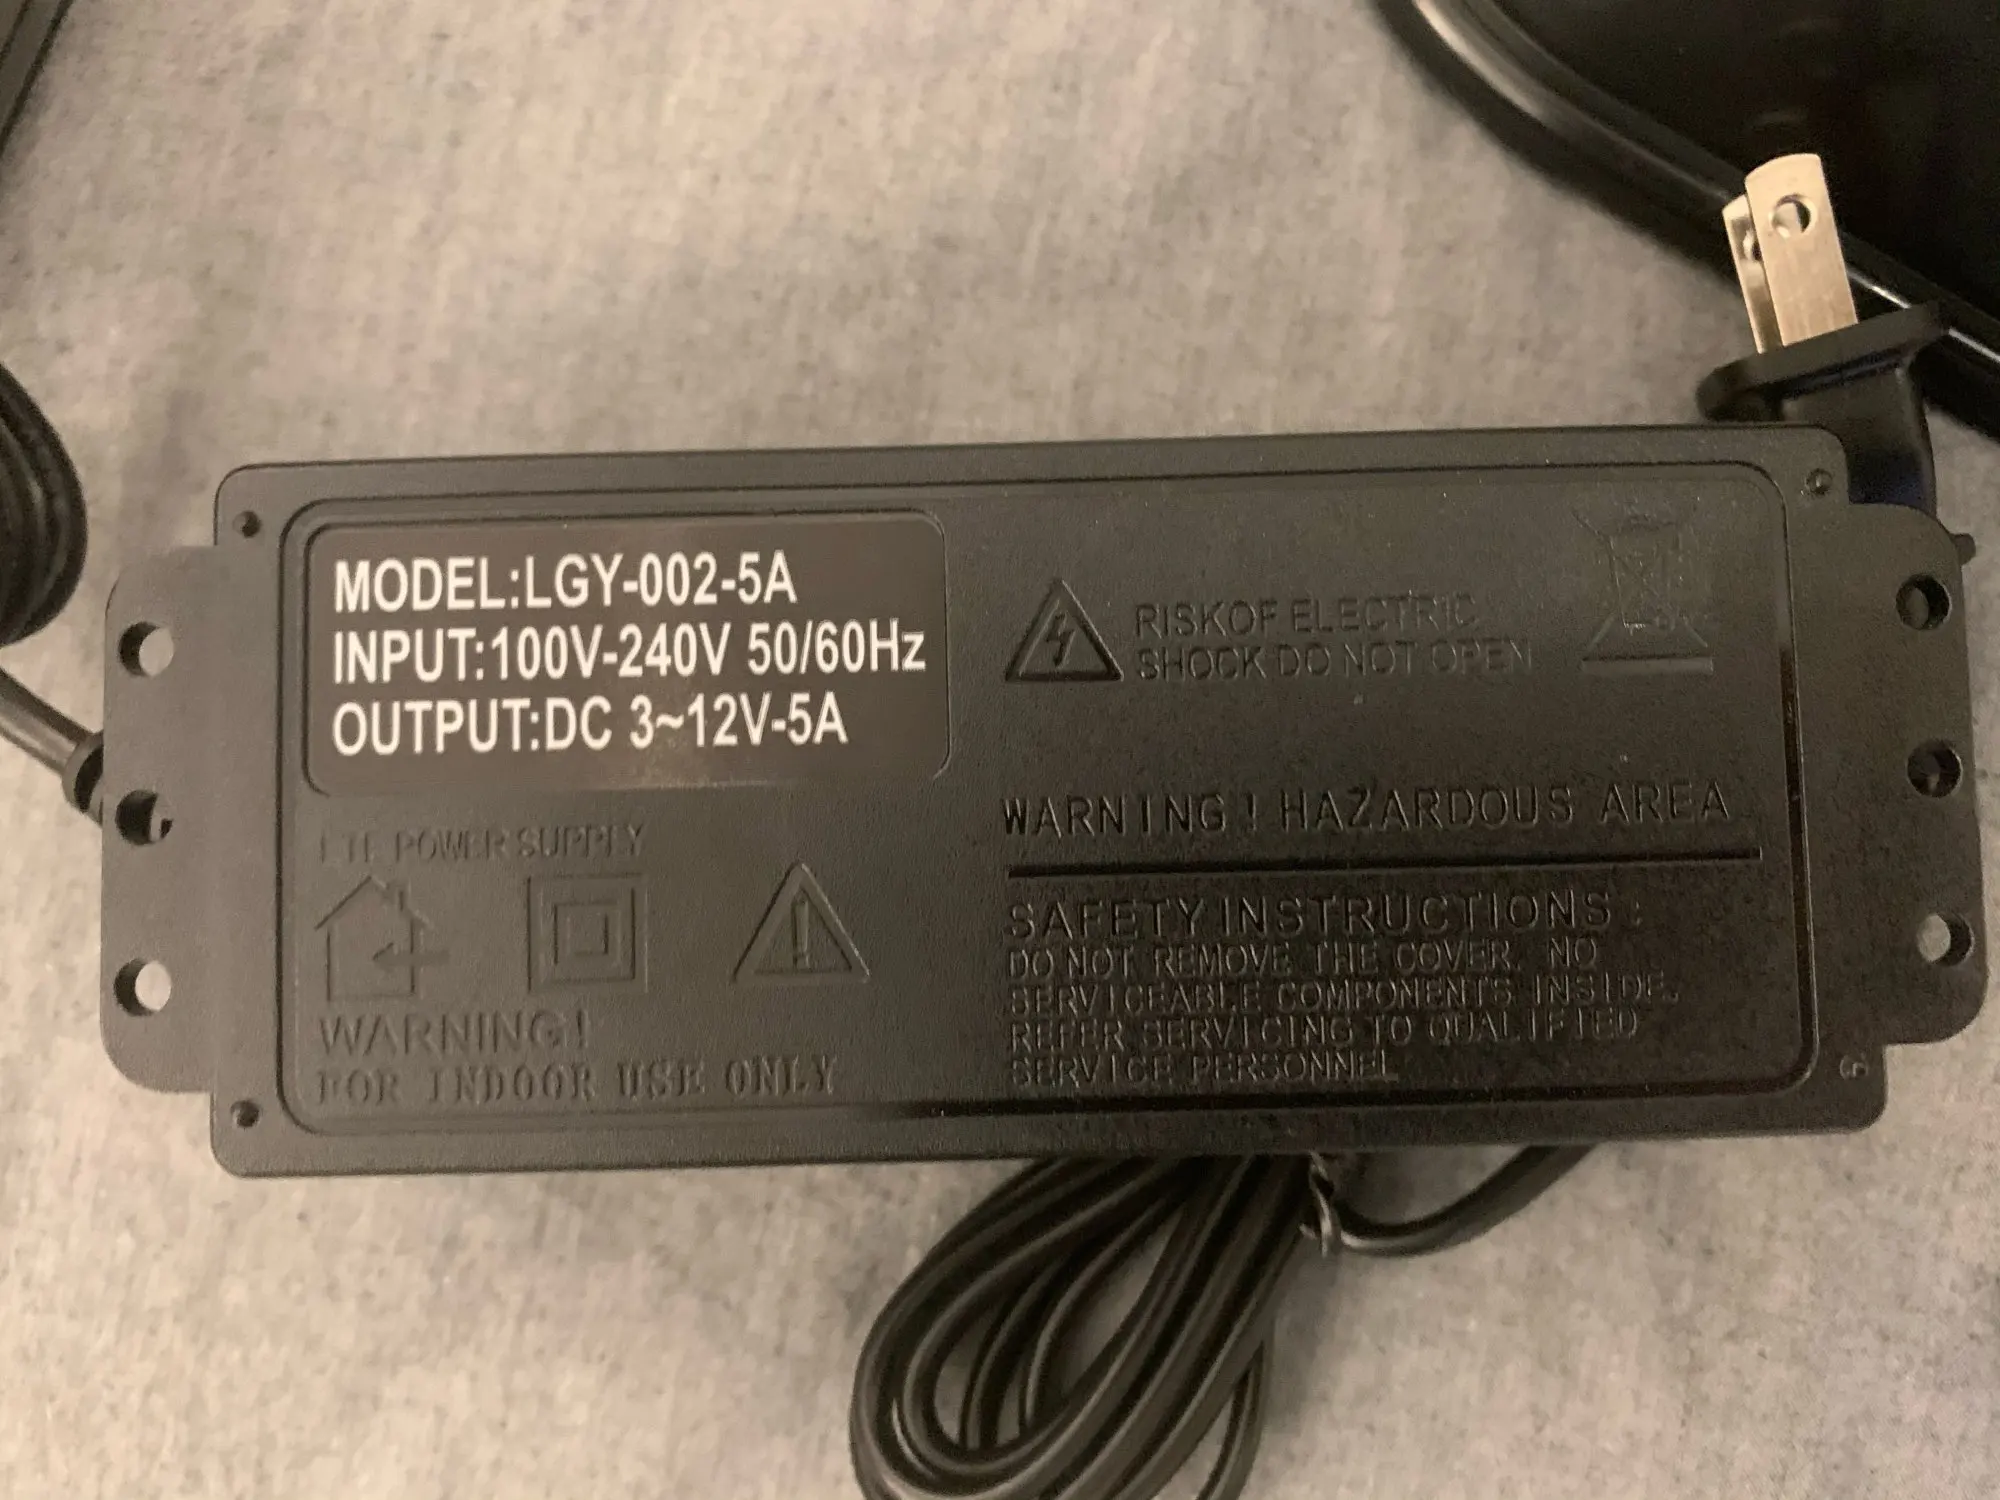 MODEL:LGY-002-5A
INPUT:100V-240V 50/60Hz
OUTPUT:DC 3~12V-5A
RISKOF ELECTRIC
SHOCK DO NOT OPEN
WARNING! HAZARDOUS AREA
SAFETY INSTRUCTIONS:
DO NOT REMOVE THE COVER. NO
SERVICEABLE COMPONENTS INSIDE.
REFER SERVICING TO QUALIFIED
SERVICE PERSONNEL
POWER SUPPLY
WARNING!
FOR INDOOR USE ONLY